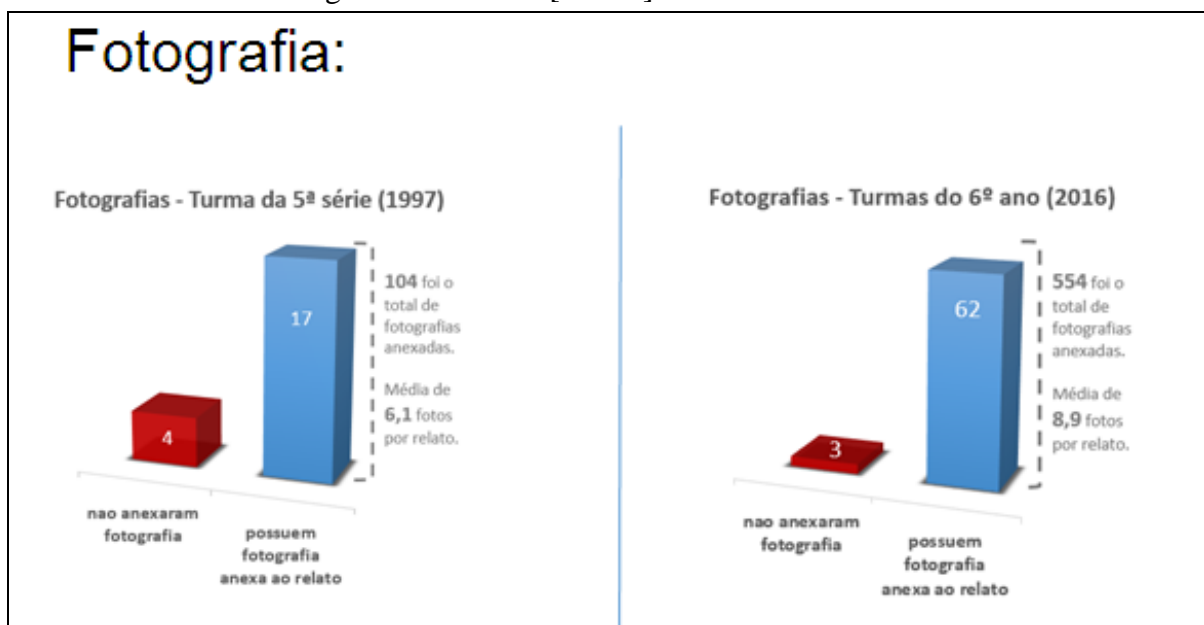 Fotografia:
Fotografias - Turma da 5ª série (1997)
17
4
104 foi o
total de
fotografias
anexadas.
Média de
6,1 fotos
por relato.
nao anexaram
fotografia
possuem
fotografia
anexa ao relato
Fotografias - Turmas do 6º ano (2016)
62
3
554 foi o
total de
fotografias
anexadas.
Média de
8,9 fotos
por relato.
nao anexaram
fotografia
possuem
fotografia
anexa ao relato